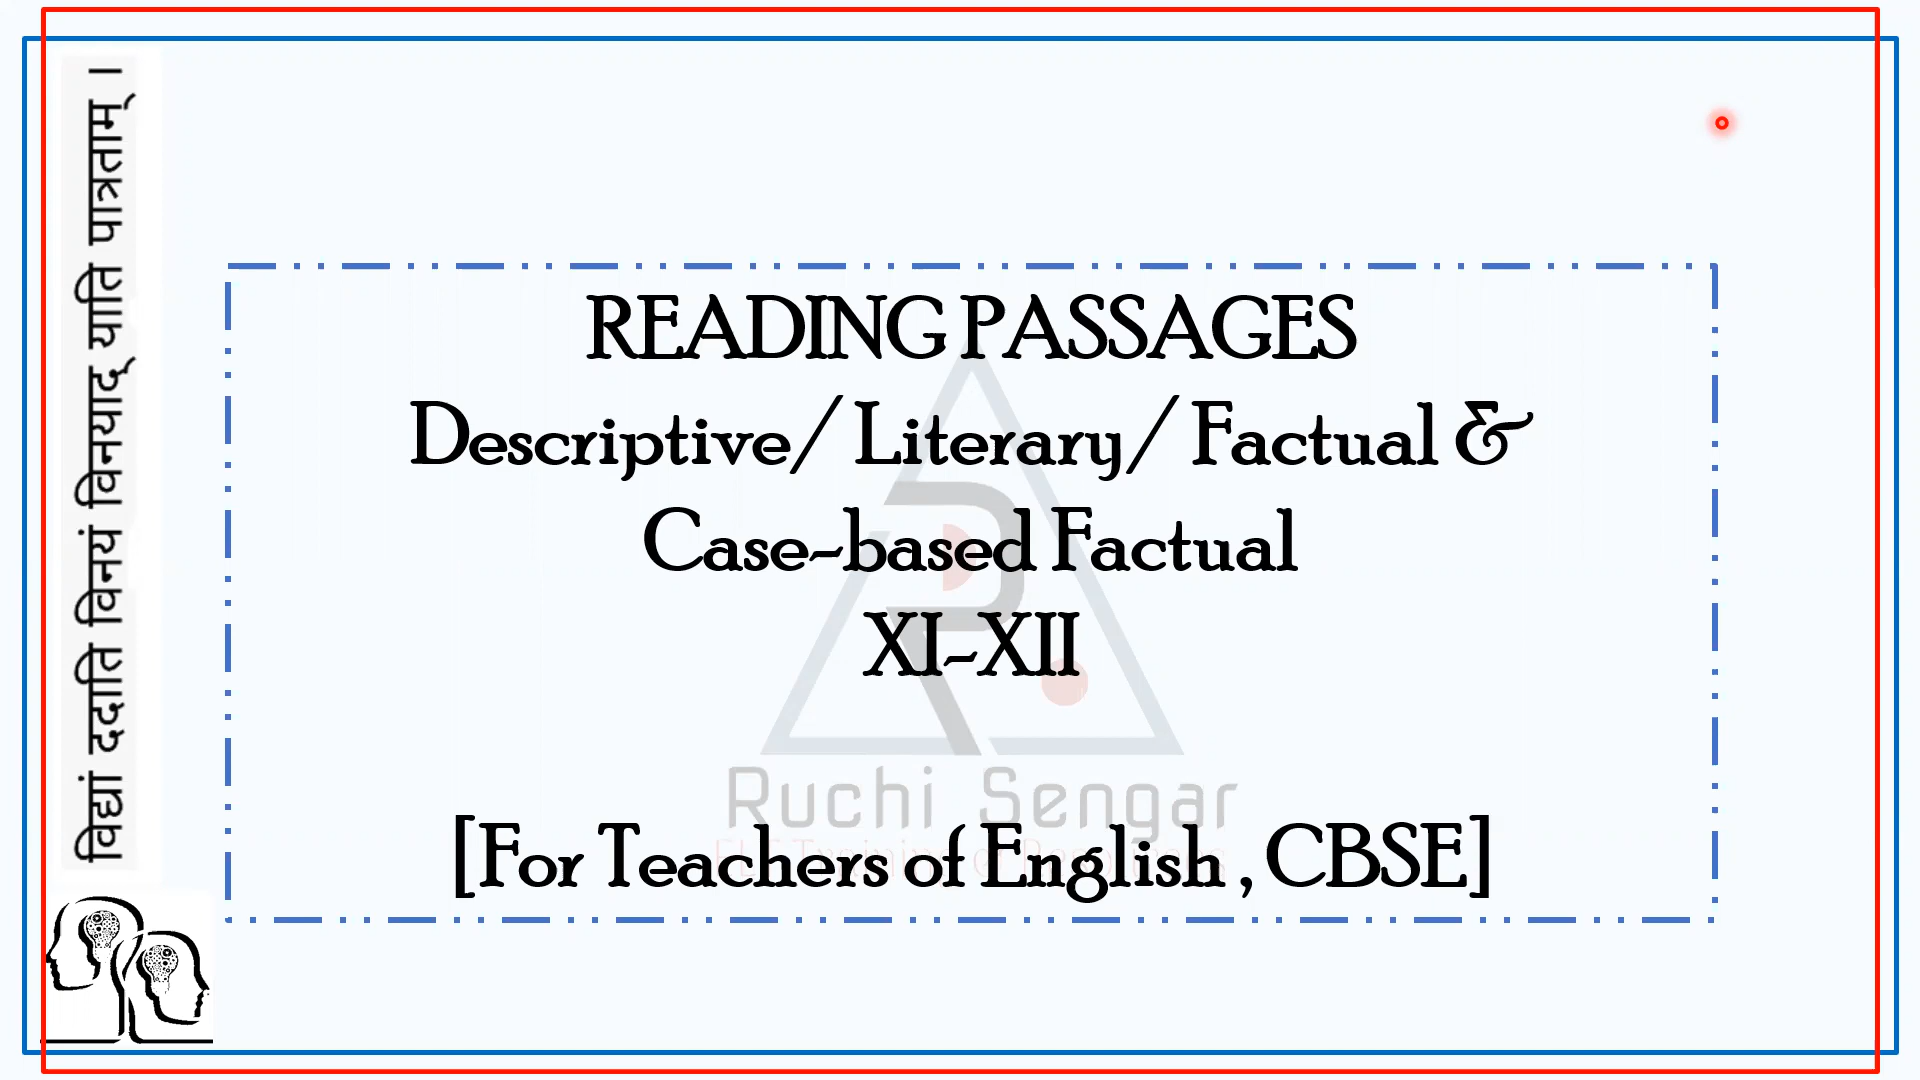 विद्यां ददाति विनयं विनयाद् याति पात्रताम् ।
READING PASSAGES
Descriptive/ Literary/ Factual &
Case-based Factual
XI-XII
Ruchi Sengar
[For Teachers of English , CBSE]